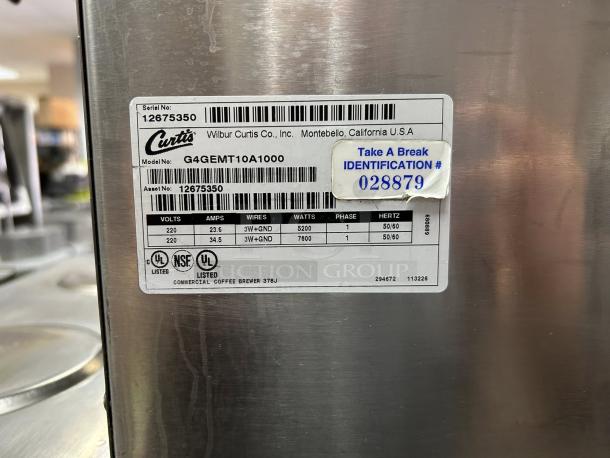 Serial No:
12675350
Curtis
Wilbur Curtis Co., Inc. Montebello, California U.S.A
Model No: G4GEMT10A1000
Take A Break
IDENTIFICATION #
028879
Asset No: 12675350
VOLTS AMPS WIRES WATTS PHASE HERTZ
220 23.6 3W+GND 5200 1 50/60
220 34.5 3W+GND 7600 1 50/60
680889
C UL LISTED NSF UL LISTED
AUCTION GROUP
COMMERCIAL COFFEE BREWER 378J
294672 113226